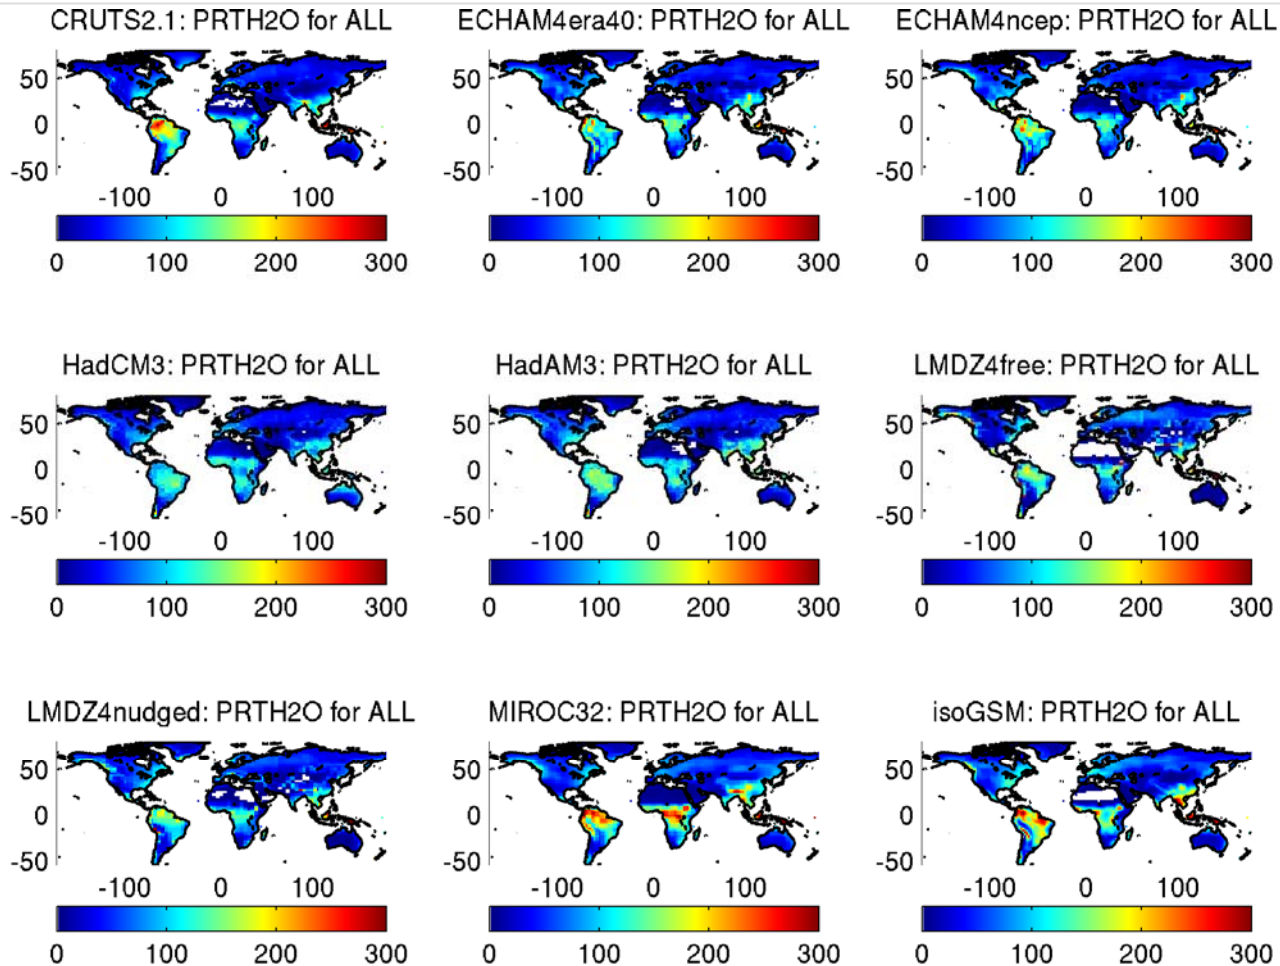 CRUTS2.1: PRTH2O for ALL
ECHAM4era40: PRTH2O for ALL
ECHAM4ncep: PRTH2O for ALL
50
0
-50
50
0
-50
50
0
-50
-100 0 100
-100 0 100
-100 0 100
0 100 200 300
0 100 200 300
0 100 200 300
HadCM3: PRTH2O for ALL
HadAM3: PRTH2O for ALL
LMDZ4free: PRTH2O for ALL
50
0
-50
50
0
-50
50
0
-50
-100 0 100
-100 0 100
-100 0 100
0 100 200 300
0 100 200 300
0 100 200 300
LMDZ4nudged: PRTH2O for ALL
MIROC32: PRTH2O for ALL
isoGSM: PRTH2O for ALL
50
0
-50
50
0
-50
50
0
-50
-100 0 100
-100 0 100
-100 0 100
0 100 200 300
0 100 200 300
0 100 200 300